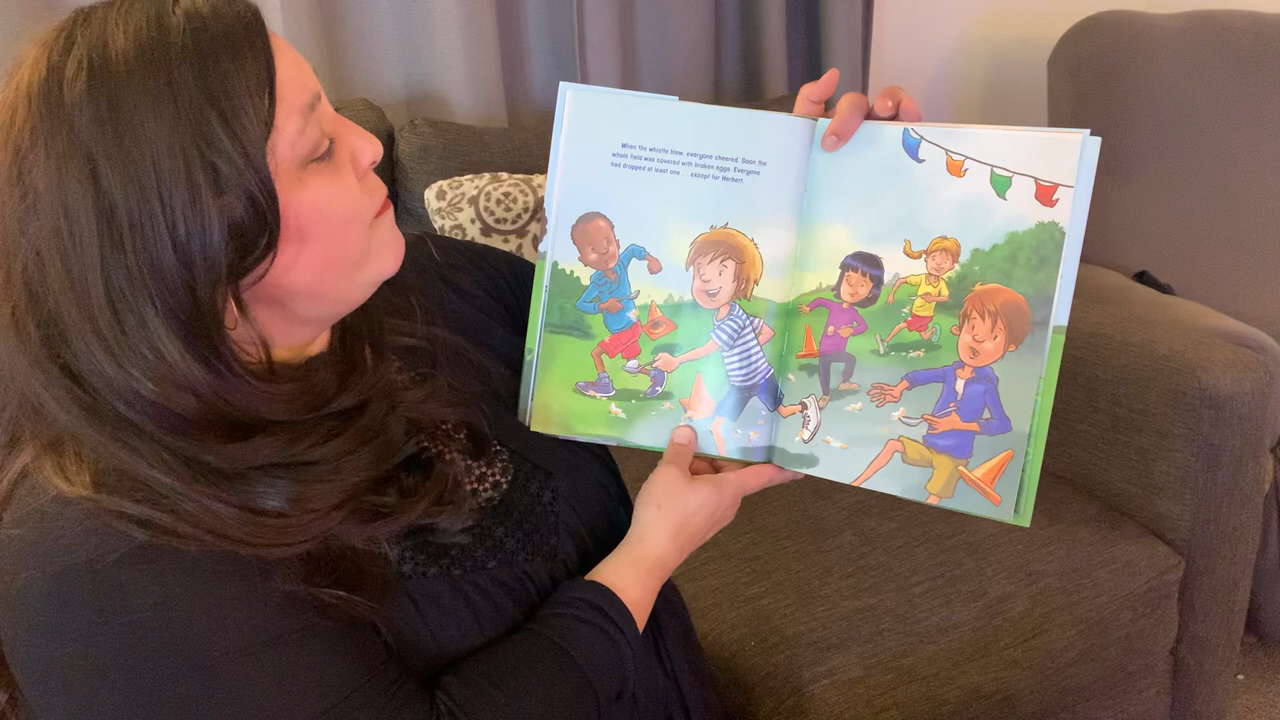 When the whistle blew, everyone cheered. Soon the
whole field was covered with broken eggs. Everyone
had dropped at least one . . . except for Herbert.